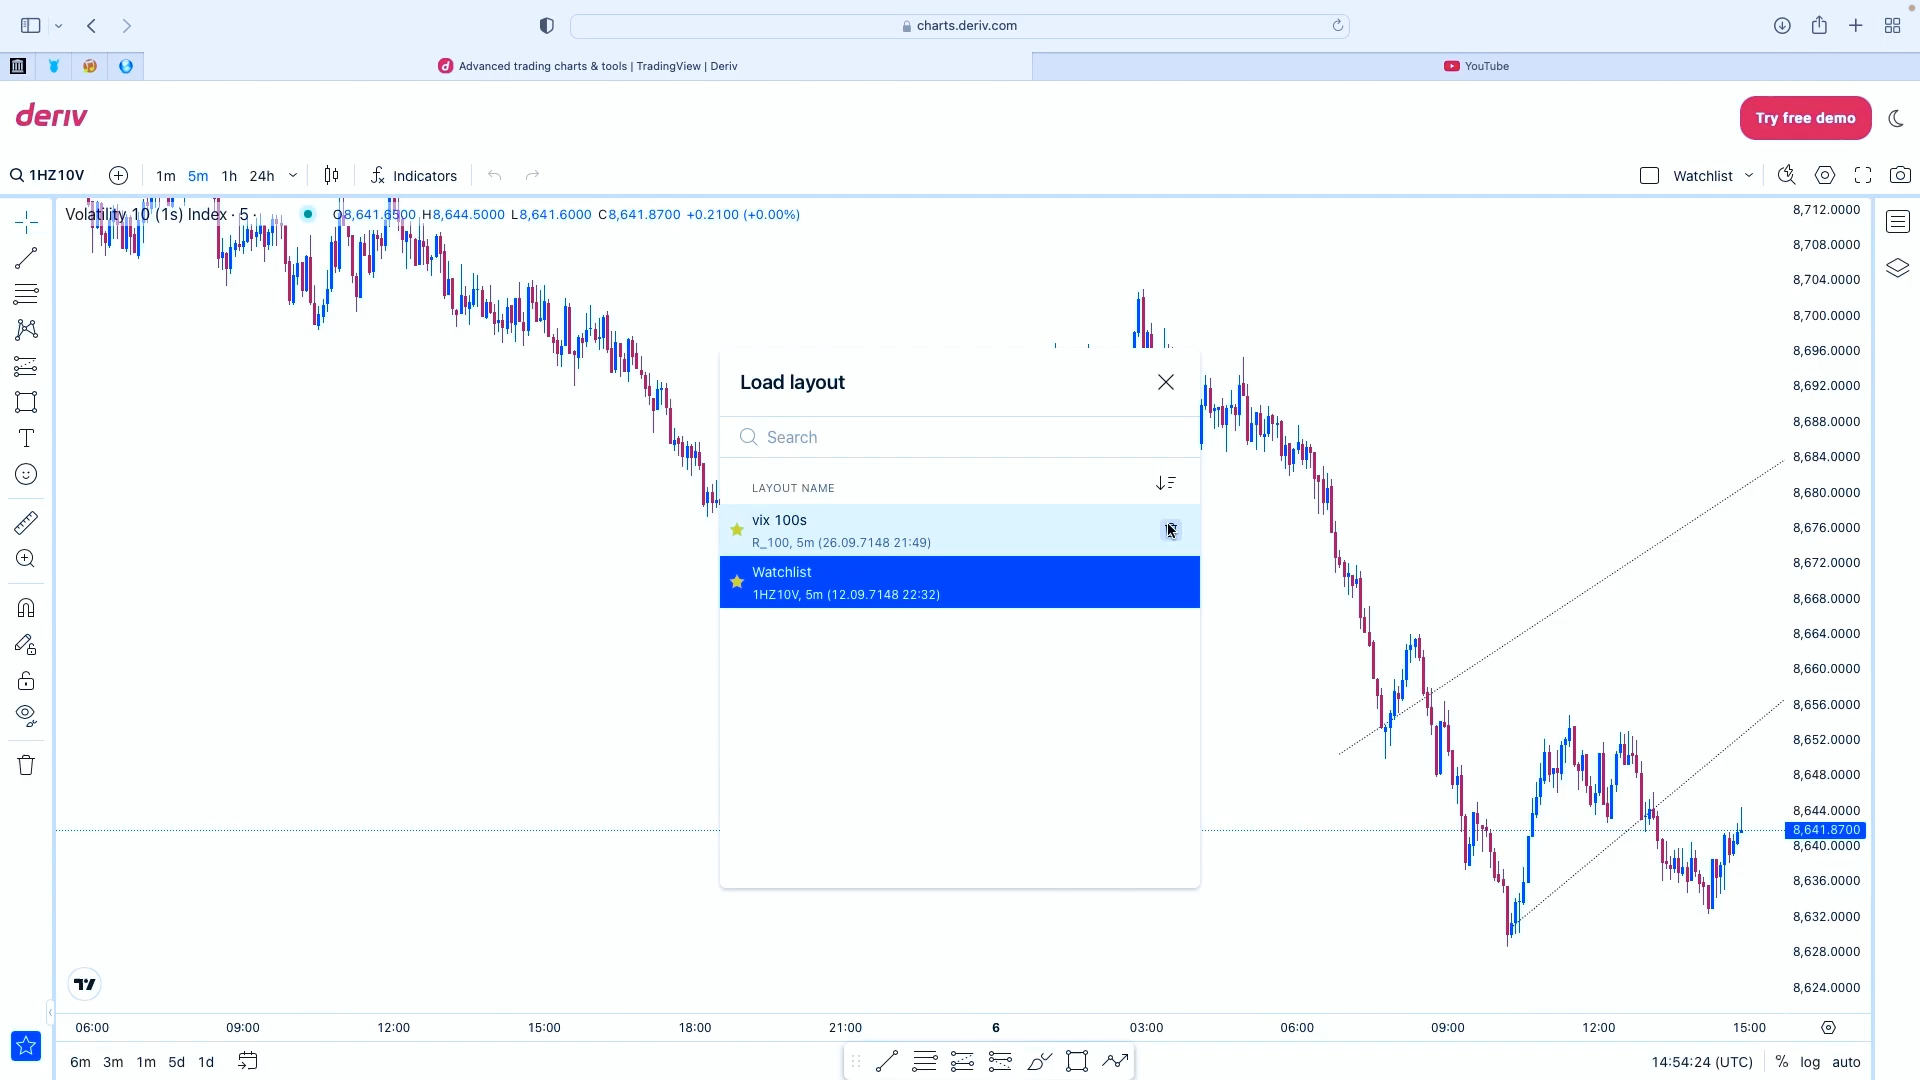 charts.deriv.com
Advanced trading charts & tools | TradingView | Deriv
YouTube
deriv
Try free demo
1HZ10V
1m 5m 1h 24h
Indicators
Watchlist
Volatility 10 (1s) Index · 5 ·
O8,641.6500 H8,644.5000 L8,641.6000 C8,641.8700 +0.2100 (+0.00%)
8,712.0000
8,708.0000
8,704.0000
8,700.0000
8,696.0000
8,692.0000
8,688.0000
8,684.0000
8,680.0000
8,676.0000
8,672.0000
8,668.0000
8,664.0000
8,660.0000
8,656.0000
8,652.0000
8,648.0000
8,644.0000
8,641.8700
8,640.0000
8,636.0000
8,632.0000
8,628.0000
8,624.0000
Load layout
Search
LAYOUT NAME
vix 100s
R_100, 5m (26.09.7148 21:49)
Watchlist
1HZ10V, 5m (12.09.7148 22:32)
06:00 09:00 12:00 15:00 18:00 21:00 6 03:00 06:00 09:00 12:00 15:00
6m 3m 1m 5d 1d
14:54:24 (UTC) % log auto